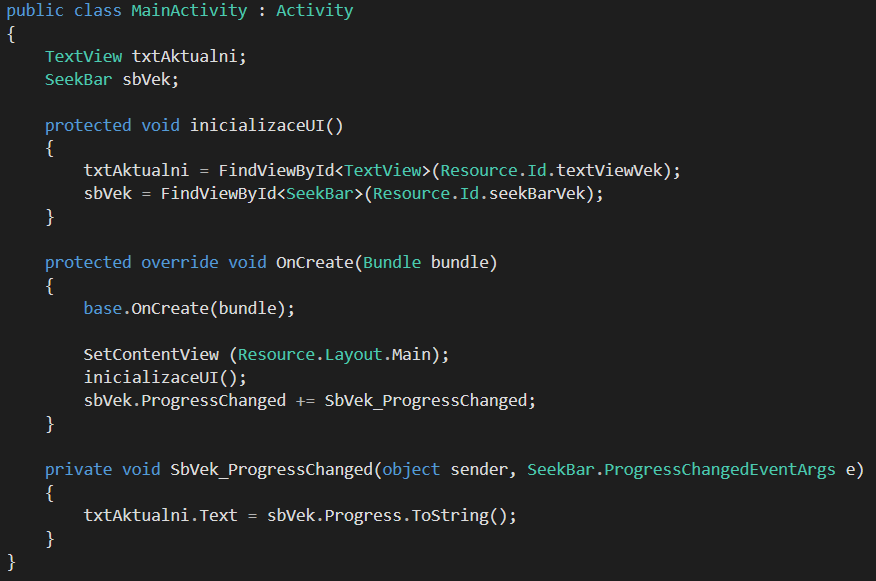 public class MainActivity : Activity
{
    TextView txtAktualni;
    SeekBar sbVek;

    protected void inicializaceUI()
    {
        txtAktualni = FindViewById<TextView>(Resource.Id.textViewVek);
        sbVek = FindViewById<SeekBar>(Resource.Id.seekBarVek);
    }

    protected override void OnCreate(Bundle bundle)
    {
        base.OnCreate(bundle);

        SetContentView (Resource.Layout.Main);
        inicializaceUI();
        sbVek.ProgressChanged += SbVek_ProgressChanged;
    }

    private void SbVek_ProgressChanged(object sender, SeekBar.ProgressChangedEventArgs e)
    {
        txtAktualni.Text = sbVek.Progress.ToString();
    }
}